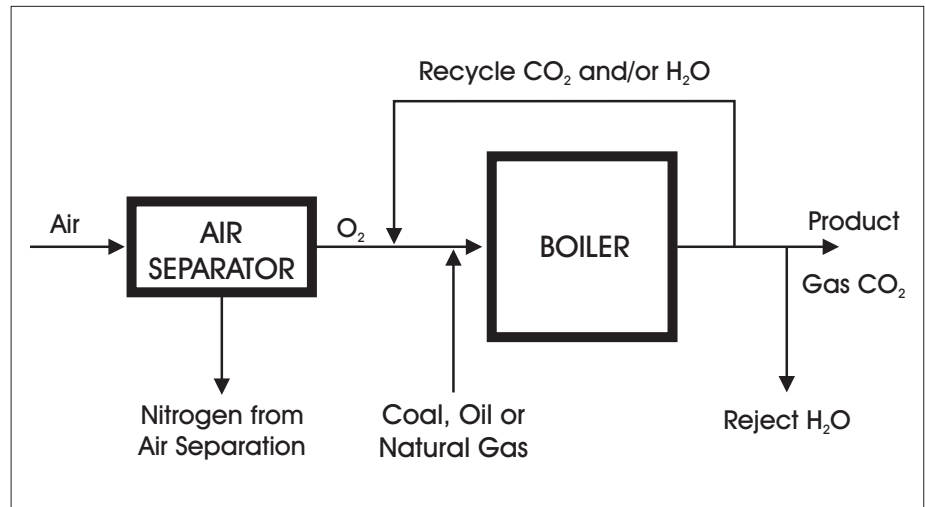 Recycle CO₂ and/or H₂O
Air
AIR
SEPARATOR
O₂
BOILER
Product
Gas CO₂
Nitrogen from
Air Separation
Coal, Oil or
Natural Gas
Reject H₂O